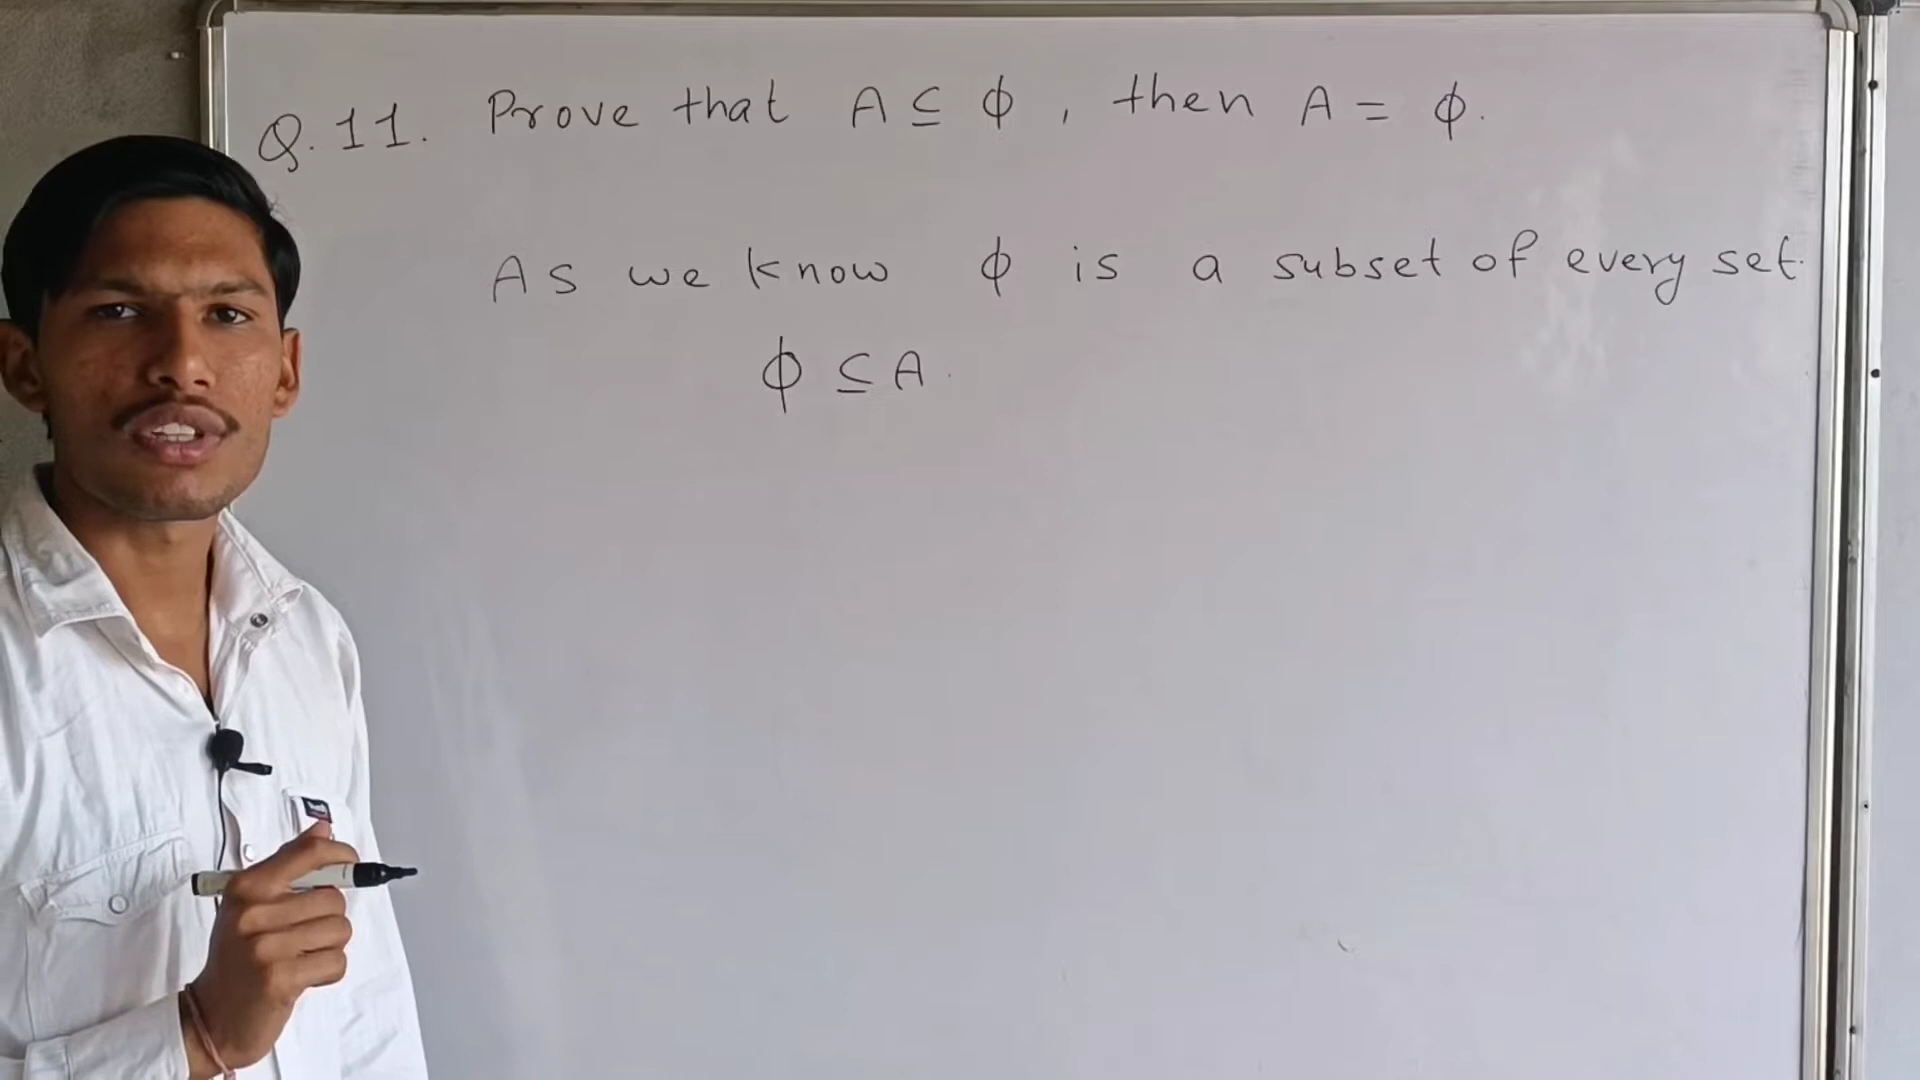 Q.11. Prove that A ⊆ ϕ, then A = ϕ.
As we know ϕ is a subset of every set.
ϕ ⊆ A.